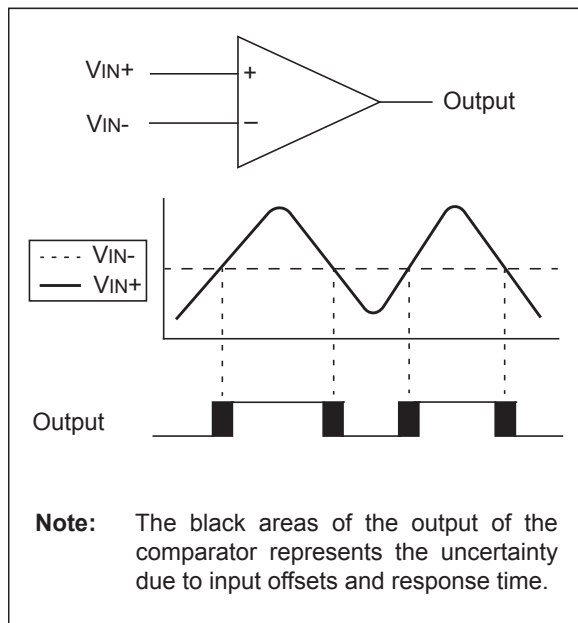 VIN+
+
Output
VIN-
−
VIN-
VIN+
Output
Note: The black areas of the output of the
comparator represents the uncertainty
due to input offsets and response time.